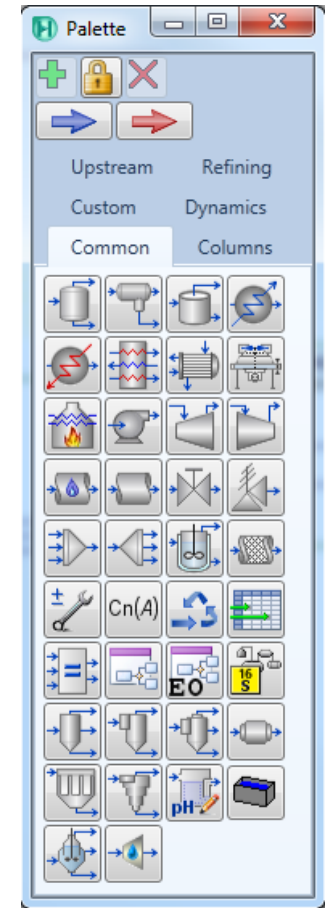 Palette
Upstream Refining
Custom Dynamics
Common Columns
Cn(A)
EO
16
S
pH